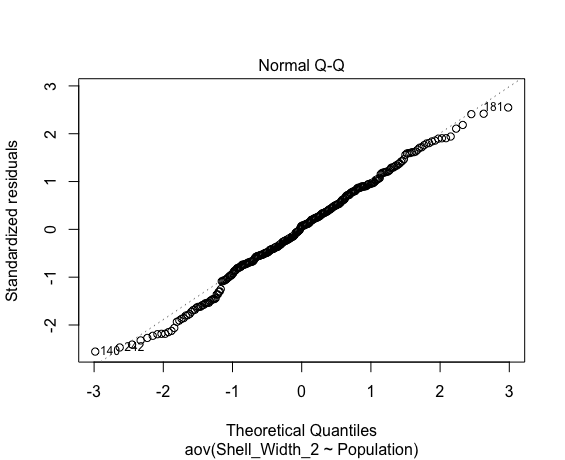 Normal Q-Q
Standardized residuals
3
2
1
0
-1
-2
181
140
242
-3 -2 -1 0 1 2 3
Theoretical Quantiles
aov(Shell_Width_2 ~ Population)